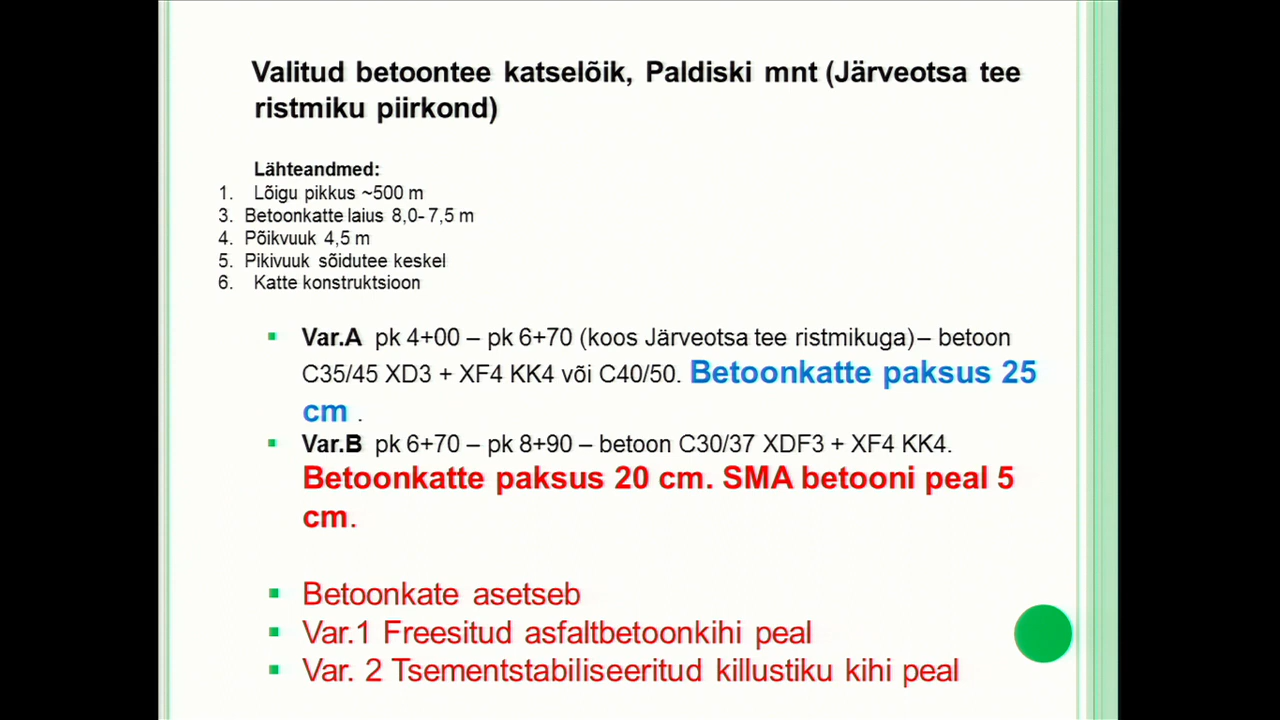 Valitud betoontee katselõik, Paldiski mnt (Järveotsa tee
ristmiku piirkond)
Lähteandmed:
1. Lõigu pikkus ~500 m
3. Betoonkatte laius 8,0- 7,5 m
4. Põikvuuk 4,5 m
5. Pikivuuk sõidutee keskel
6. Katte konstruktsioon
▪ Var.A pk 4+00 – pk 6+70 (koos Järveotsa tee ristmikuga) – betoon
C35/45 XD3 + XF4 KK4 või C40/50. Betoonkatte paksus 25
cm .
▪ Var.B pk 6+70 – pk 8+90 – betoon C30/37 XDF3 + XF4 KK4.
Betoonkatte paksus 20 cm. SMA betooni peal 5
cm.
▪ Betoonkate asetseb
▪ Var.1 Freesitud asfaltbetoonkihi peal
▪ Var. 2 Tsementstabiliseeritud killustiku kihi peal